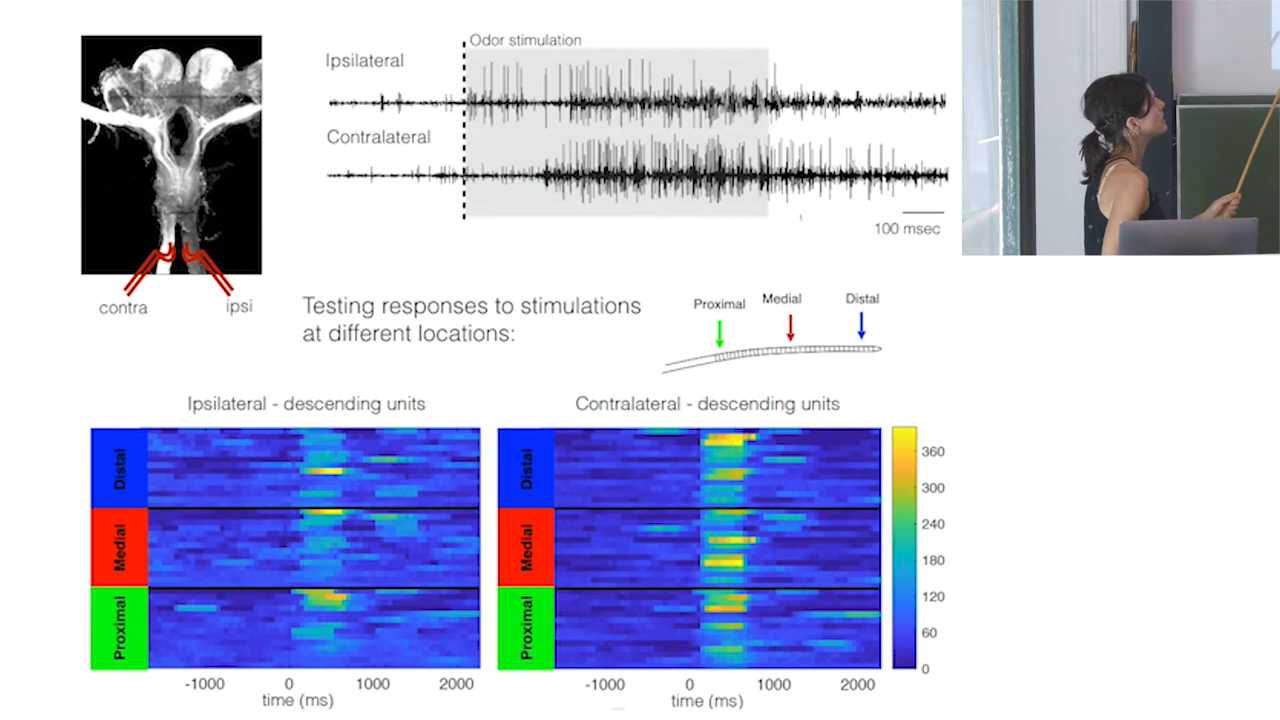 Odor stimulation
Ipsilateral
Contralateral
100 msec
contra
ipsi
Testing responses to stimulations
at different locations:
Proximal
Medial
Distal
Ipsilateral - descending units
Contralateral - descending units
Distal
Medial
Proximal
Distal
Medial
Proximal
360
300
240
180
120
60
0
-1000 0 1000 2000
time (ms)
-1000 0 1000 2000
time (ms)